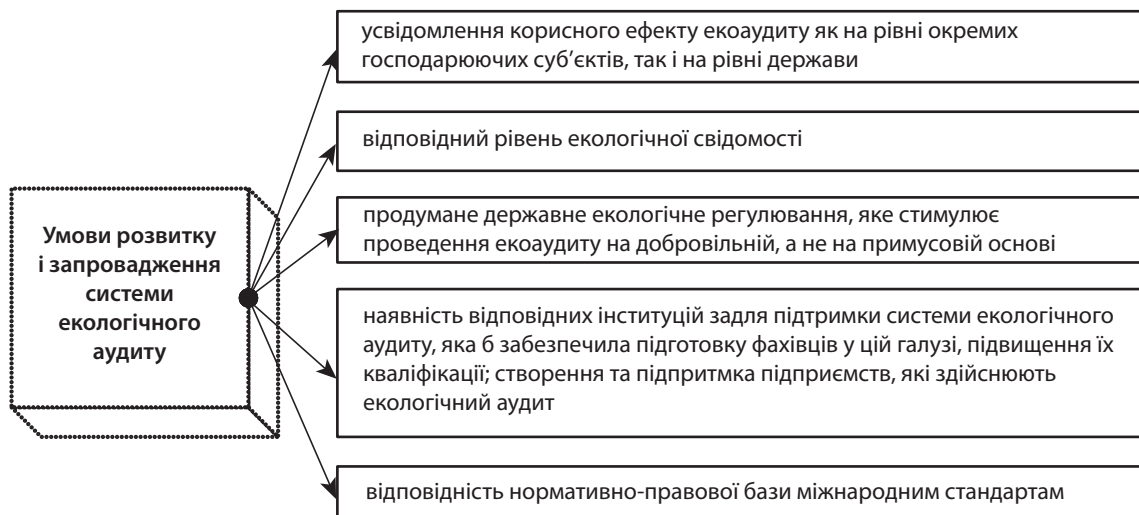 усвідомлення корисного ефекту екоаудиту як на рівні окремих
господарюючих суб’єктів, так і на рівні держави
відповідний рівень екологічної свідомості
Умови розвитку
і запровадження
системи
екологічного
аудиту
продумане державне екологічне регулювання, яке стимулює
проведення екоаудиту на добровільній, а не на примусовій основі
наявність відповідних інституцій задля підтримки системи екологічного
аудиту, яка б забезпечила підготовку фахівців у цій галузі, підвищення їх
кваліфікації; створення та підпритмка підприємств, які здійснюють
екологічний аудит
відповідність нормативно-правової бази міжнародним стандартам